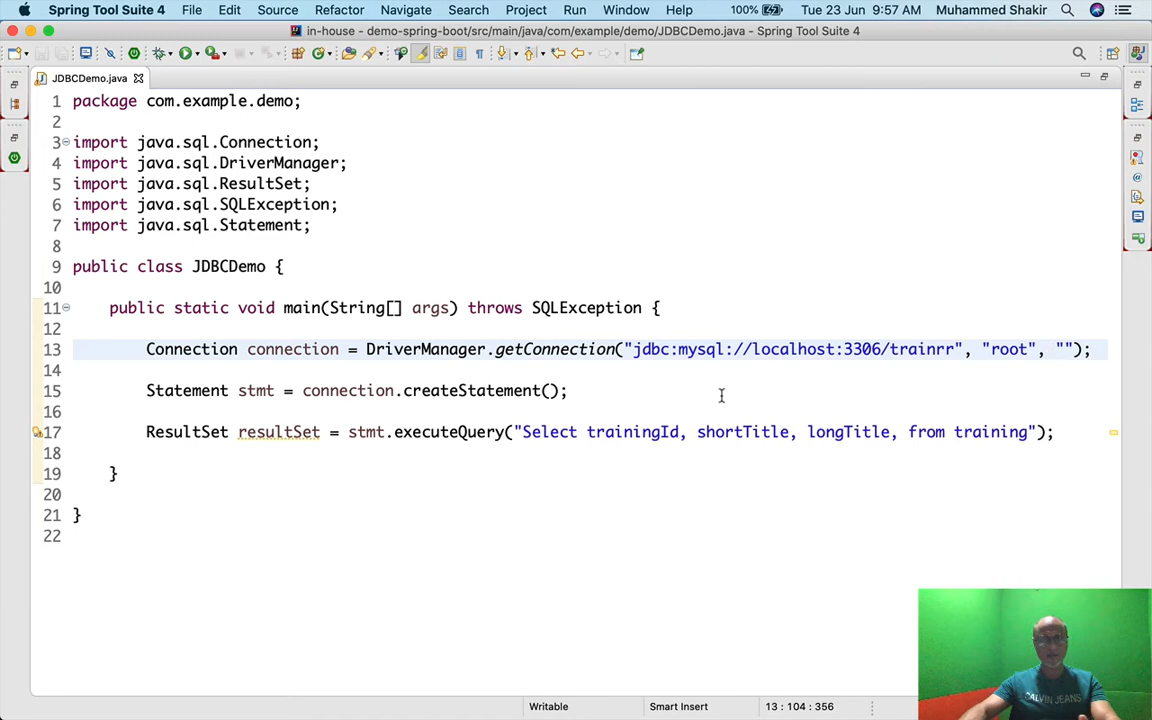 Spring Tool Suite 4 File Edit Source Refactor Navigate Search Project Run Window Help 100% Tue 23 Jun 9:57 AM Muhammed Shakir
in-house - demo-spring-boot/src/main/java/com/example/demo/JDBCDemo.java - Spring Tool Suite 4
JDBCDemo.java
1 package com.example.demo;
2
3 import java.sql.Connection;
4 import java.sql.DriverManager;
5 import java.sql.ResultSet;
6 import java.sql.SQLException;
7 import java.sql.Statement;
8
9 public class JDBCDemo {
10
11 public static void main(String[] args) throws SQLException {
12
13 Connection connection = DriverManager.getConnection("jdbc:mysql://localhost:3306/trainrr", "root", "");
14
15 Statement stmt = connection.createStatement();
16
17 ResultSet resultSet = stmt.executeQuery("Select trainingId, shortTitle, longTitle, from training");
18
19 }
20
21 }
22
Writable Smart Insert 13 : 104 : 356
CALVIN JEANS